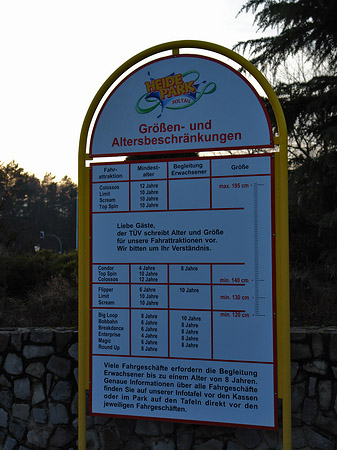 HEIDE PARK
SOLTAU
Größen- und
Altersbeschränkungen
Fahr- attraktion Mindest- alter Begleitung Erwachsener Größe
Colossos 12 Jahre max. 195 cm
Limit 10 Jahre
Scream 10 Jahre
Top Spin 10 Jahre
Liebe Gäste,
der TÜV schreibt Alter und Größe
für unsere Fahrattraktionen vor.
Wir bitten um Ihr Verständnis.
Condor 4 Jahre 8 Jahre
Top Spin 10 Jahre
Colossos 12 Jahre min. 140 cm
Flipper 6 Jahre 10 Jahre
Limit 10 Jahre min. 130 cm
Scream 10 Jahre
min. 120 cm
Big Loop 8 Jahre 10 Jahre
Bobbahn 6 Jahre 8 Jahre
Breakdance 6 Jahre 8 Jahre
Enterprise 4 Jahre 8 Jahre
Magic 6 Jahre 8 Jahre
Round Up 6 Jahre 8 Jahre
Viele Fahrgeschäfte erfordern die Begleitung
Erwachsener bis zu einem Alter von 8 Jahren.
Genaue Informationen über alle Fahrgeschäfte
finden Sie auf unserer Infotafel vor den Kassen
oder im Park auf den Tafeln direkt vor den
jeweiligen Fahrgeschäften.